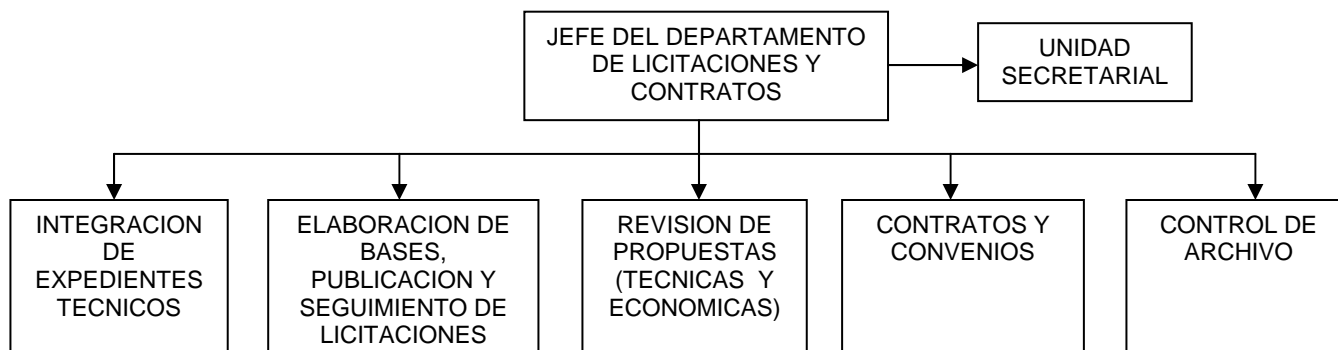 JEFE DEL DEPARTAMENTO
DE LICITACIONES Y
CONTRATOS
UNIDAD
SECRETARIAL
INTEGRACION
DE
EXPEDIENTES
TECNICOS
ELABORACION DE
BASES,
PUBLICACION Y
SEGUIMIENTO DE
LICITACIONES
REVISION DE
PROPUESTAS
(TECNICAS Y
ECONOMICAS)
CONTRATOS Y
CONVENIOS
CONTROL DE
ARCHIVO